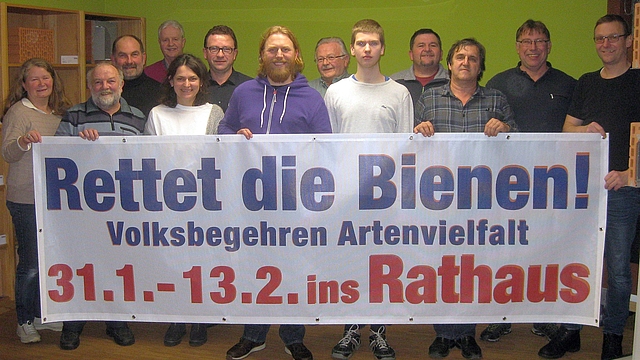 Rettet die Bienen!
Volksbegehren Artenvielfalt
31.1.-13.2. ins Rathaus